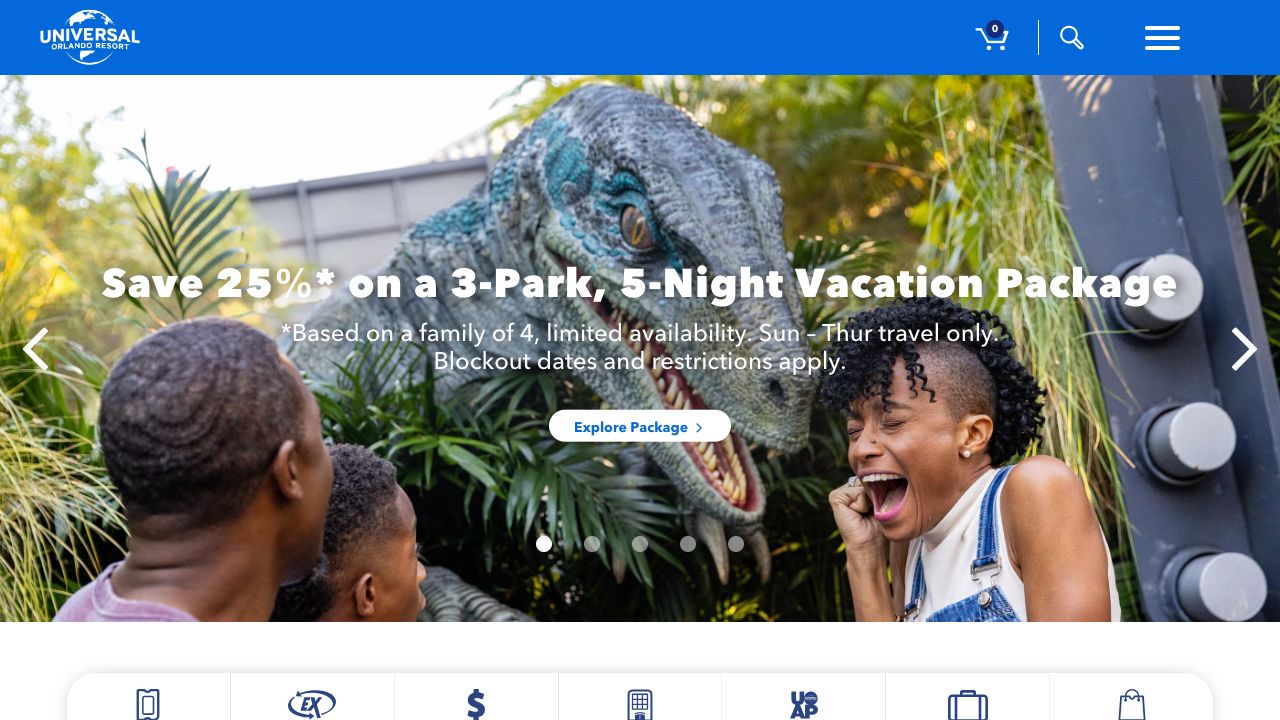 UNIVERSAL
ORLANDO RESORT
0
Save 25%* on a 3-Park, 5-Night Vacation Package
*Based on a family of 4, limited availability. Sun – Thur travel only.
Blockout dates and restrictions apply.
Explore Package
EX
$
UOAP